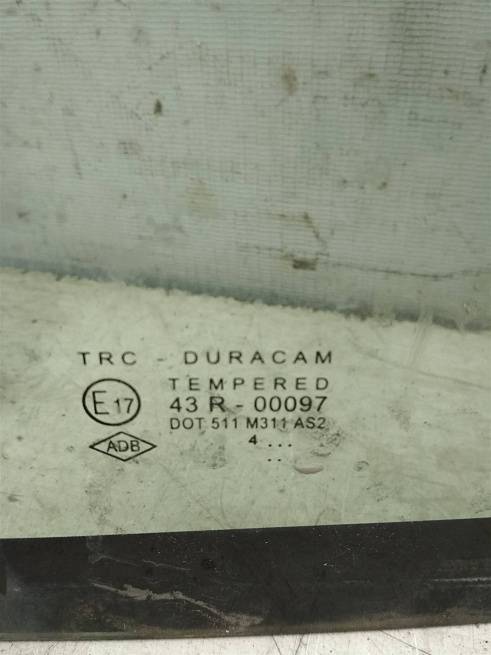 TRC - DURACAM
TEMPERED
E17 43 R - 00097
DOT 511 M311 AS2
ADB 4 ...
..